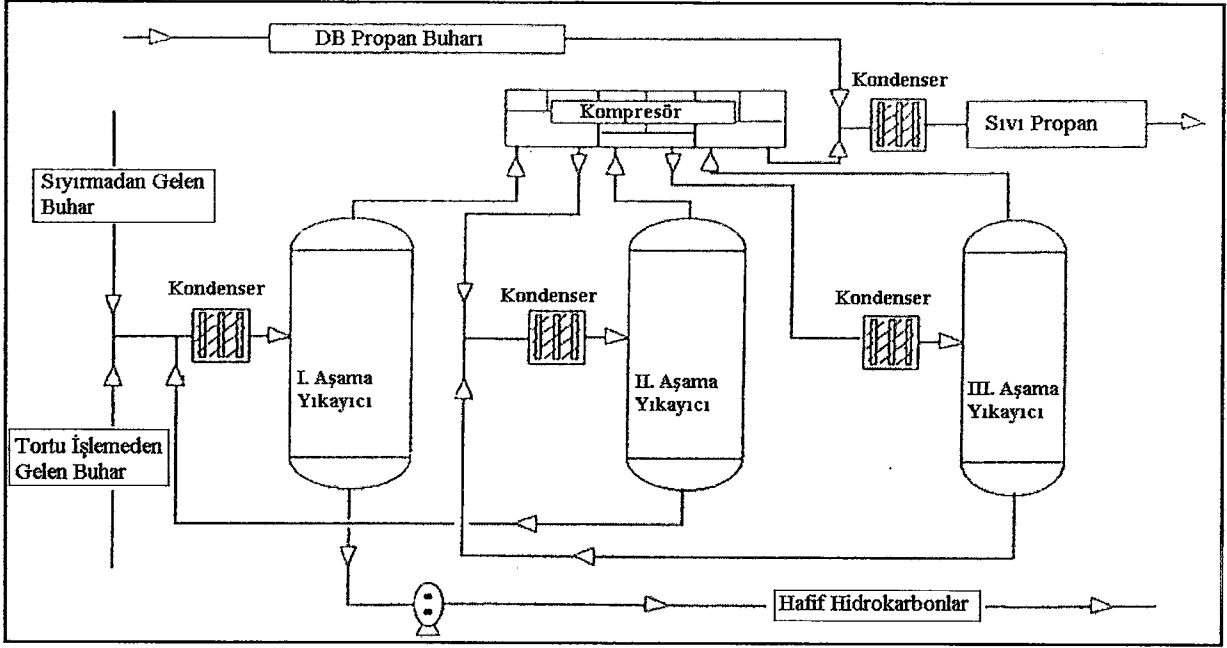 DB Propan Buharı
Kondenser
Kompresör
Sıvı Propan
Sıyırmadan Gelen
Buhar
Kondenser
Kondenser
Kondenser
I. Aşama
Yıkayıcı
II. Aşama
Yıkayıcı
III. Aşama
Yıkayıcı
Tortu İşlemeden
Gelen Buhar
Hafif Hidrokarbonlar